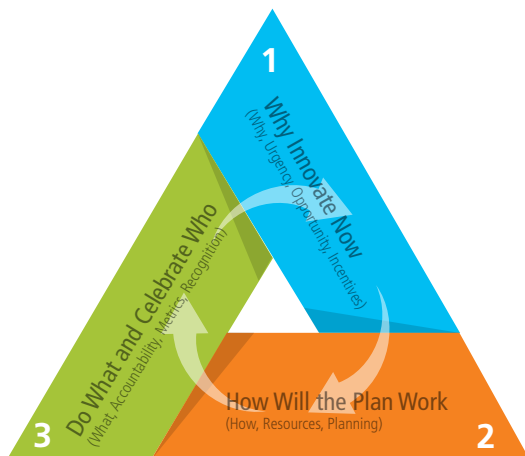 1
Why Innovate Now
(Why, Urgency, Opportunity, Incentives)
How Will the Plan Work
(How, Resources, Planning)
2
Do What and Celebrate Who
(What, Accountability, Metrics, Recognition)
3